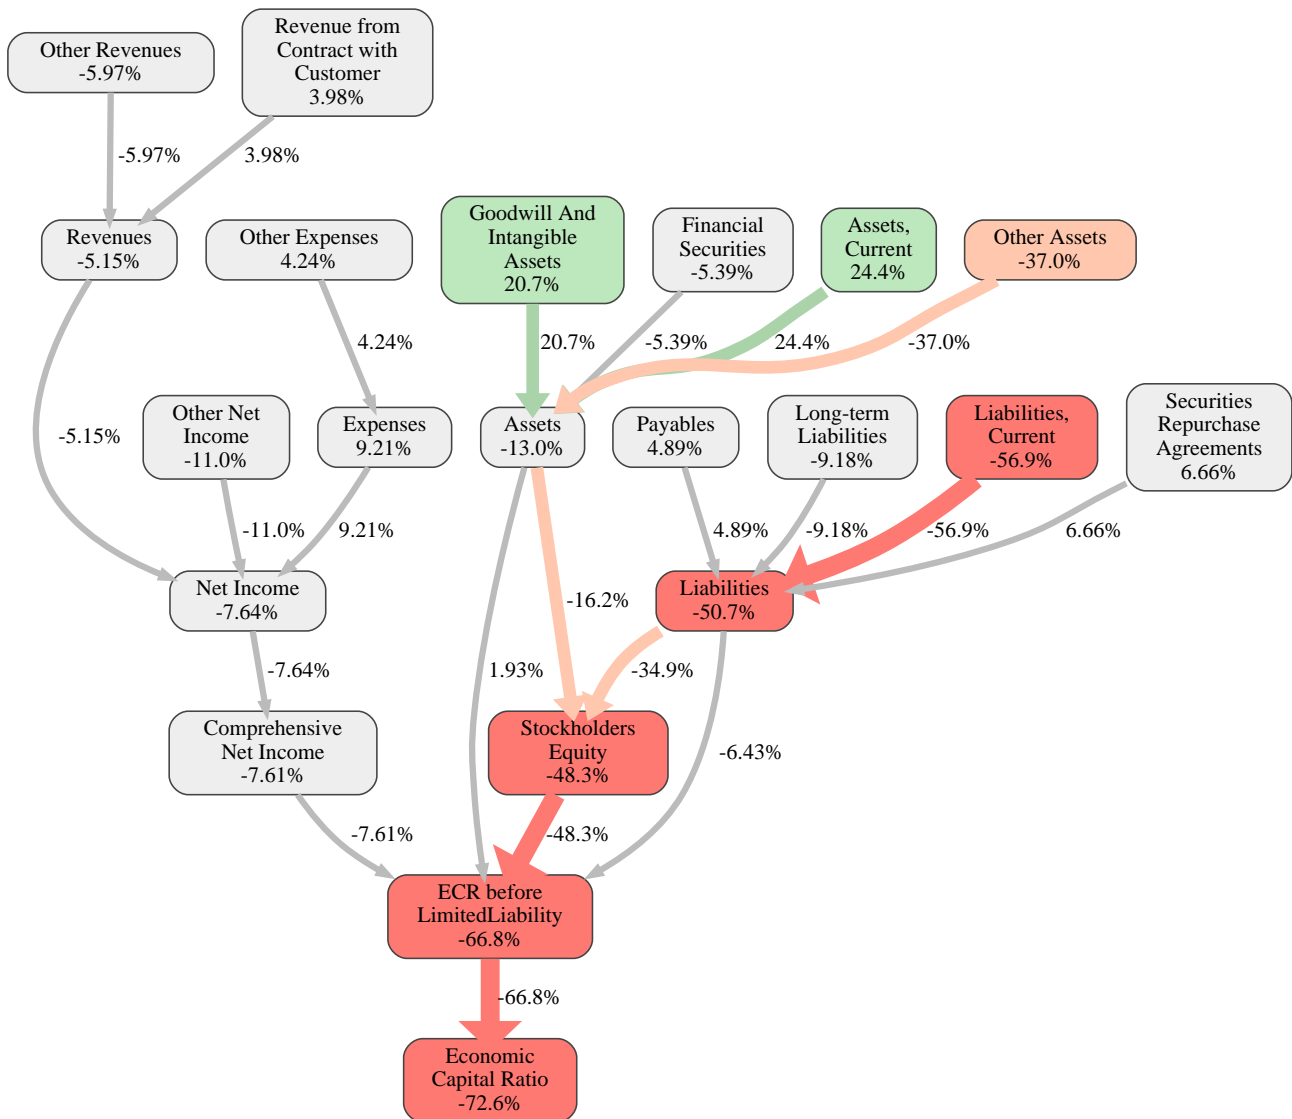 Other Revenues
-5.97%
Revenue from
Contract with
Customer
3.98%
-5.97%
3.98%
Revenues
-5.15%
Other Expenses
4.24%
Goodwill And
Intangible
Assets
20.7%
Financial
Securities
-5.39%
Assets,
Current
24.4%
Other Assets
-37.0%
4.24%
20.7%
-5.39%
24.4%
-37.0%
Other Net
Income
-11.0%
Expenses
9.21%
Assets
-13.0%
Payables
4.89%
Long-term
Liabilities
-9.18%
Liabilities,
Current
-56.9%
Securities
Repurchase
Agreements
6.66%
-5.15%
-11.0%
9.21%
4.89%
-9.18%
-56.9%
6.66%
Net Income
-7.64%
-16.2%
Liabilities
-50.7%
-7.64%
1.93%
-34.9%
Comprehensive
Net Income
-7.61%
Stockholders
Equity
-48.3%
-6.43%
-7.61%
-48.3%
ECR before
LimitedLiability
-66.8%
-66.8%
Economic
Capital Ratio
-72.6%